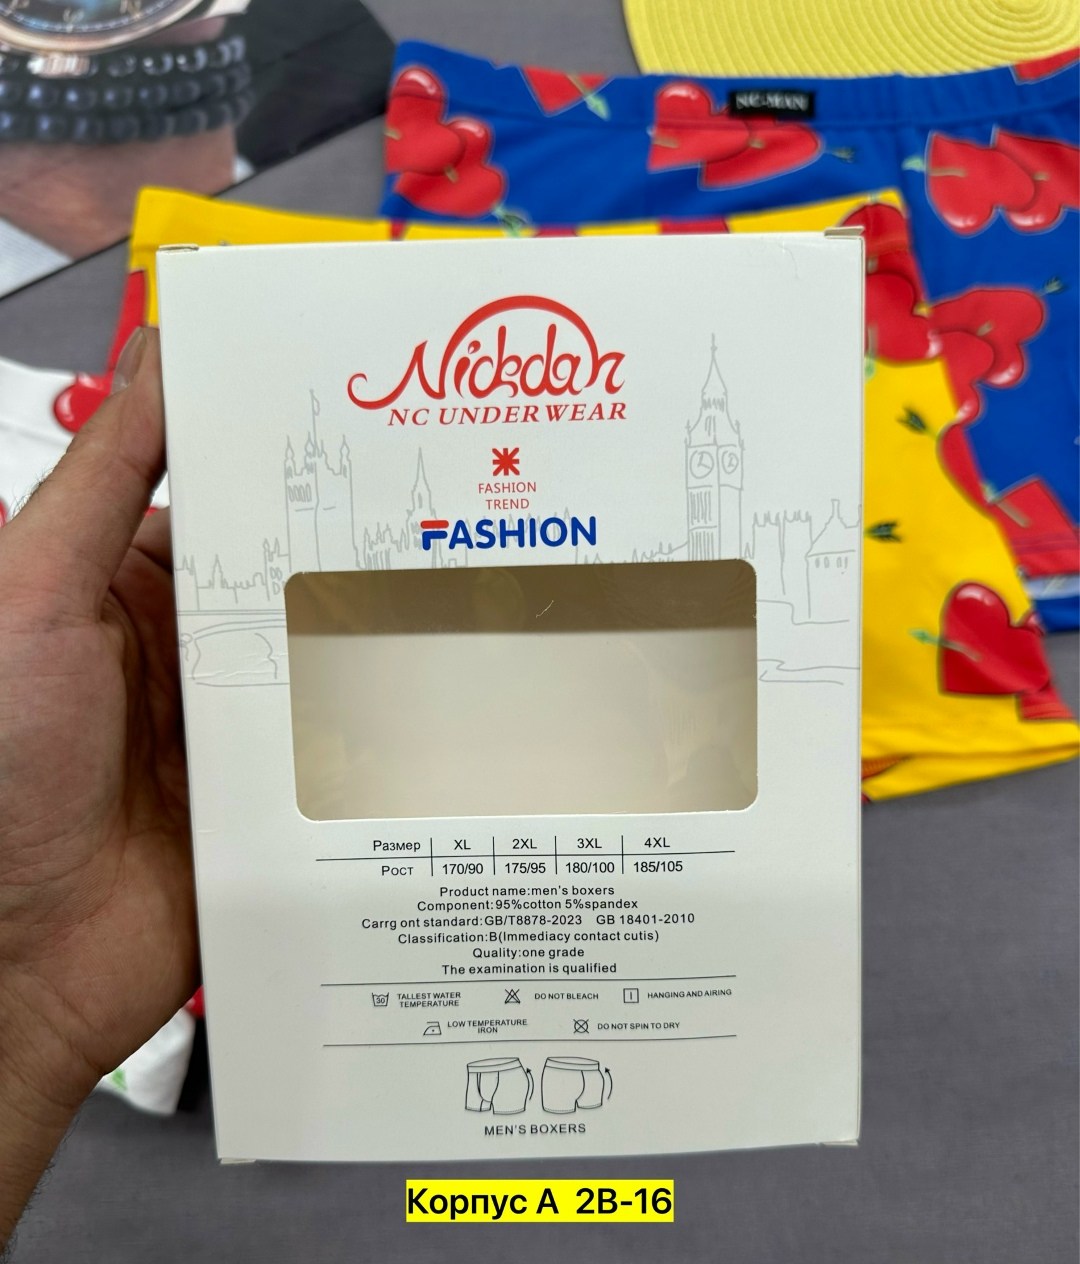 NC-MAN
Nickdan
NC UNDERWEAR
FASHION
TREND
FASHION
Размер XL 2XL 3XL 4XL
Рост 170/90 175/95 180/100 185/105
Product name:men's boxers
Component:95%cotton 5%spandex
Carrg ont standard:GB/T8878-2023 GB 18401-2010
Classification:B(Immediacy contact cutis)
Quality:one grade
The examination is qualified
30 TALLEST WATER TEMPERATURE DO NOT BLEACH HANGING AND AIRING
LOW TEMPERATURE IRON DO NOT SPIN TO DRY
MEN'S BOXERS
Корпус А 2В-16